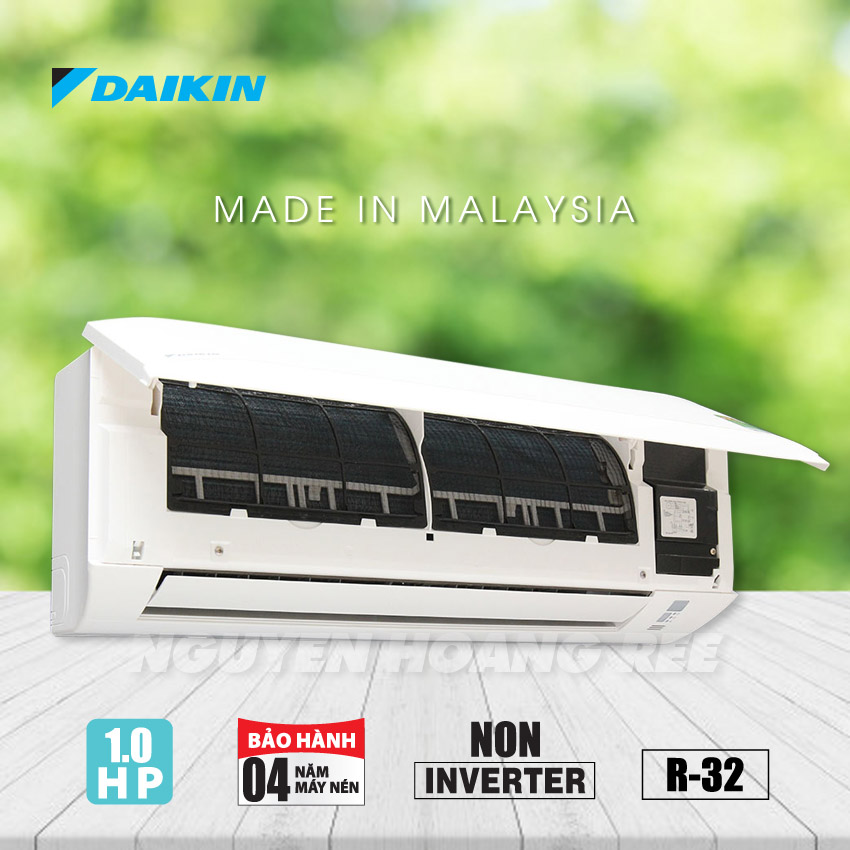 DAIKIN
MADE IN MALAYSIA
DAIKIN
NGUYEN HOANG REE
1.0
HP
BẢO HÀNH
04 NĂM
MÁY NÉN
NON
INVERTER
R-32